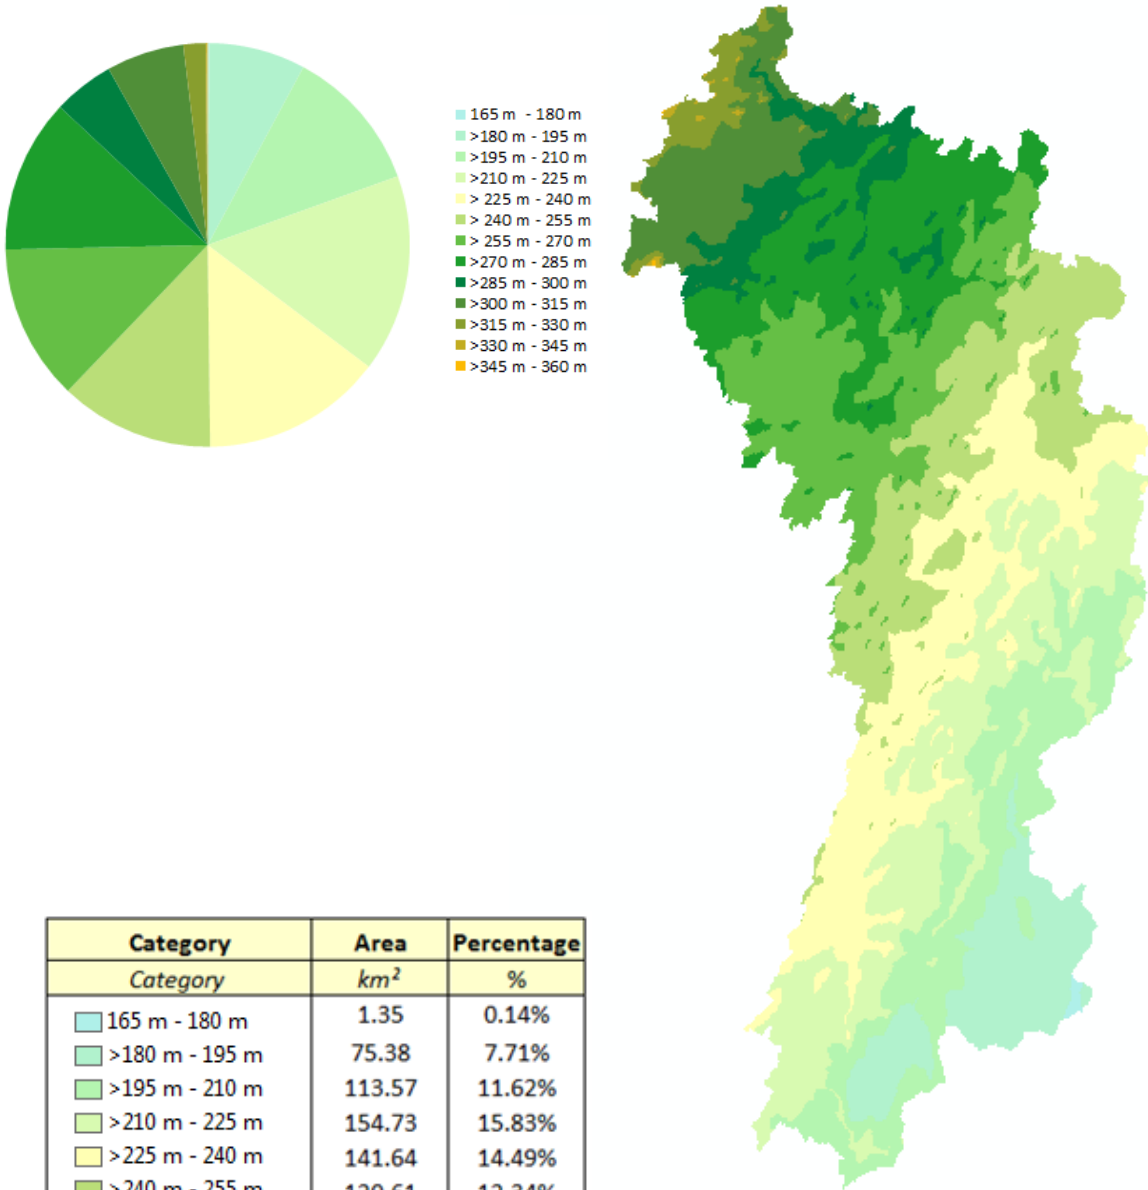 165 m - 180 m
>180 m - 195 m
>195 m - 210 m
>210 m - 225 m
> 225 m - 240 m
> 240 m - 255 m
> 255 m - 270 m
>270 m - 285 m
>285 m - 300 m
>300 m - 315 m
>315 m - 330 m
>330 m - 345 m
>345 m - 360 m
Category Area Percentage
Category km² %
165 m - 180 m 1.35 0.14%
>180 m - 195 m 75.38 7.71%
>195 m - 210 m 113.57 11.62%
>210 m - 225 m 154.73 15.83%
>225 m - 240 m 141.64 14.49%
>240 m - 255 m